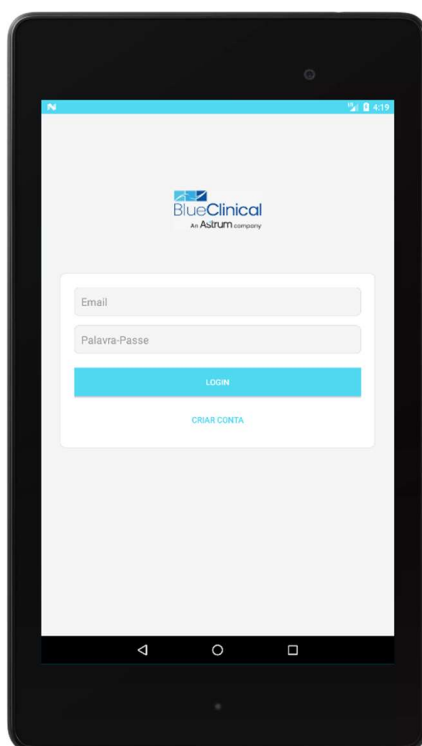 4:19
BlueClinical
An Astrum company
Email
Palavra-Passe
LOGIN
CRIAR CONTA